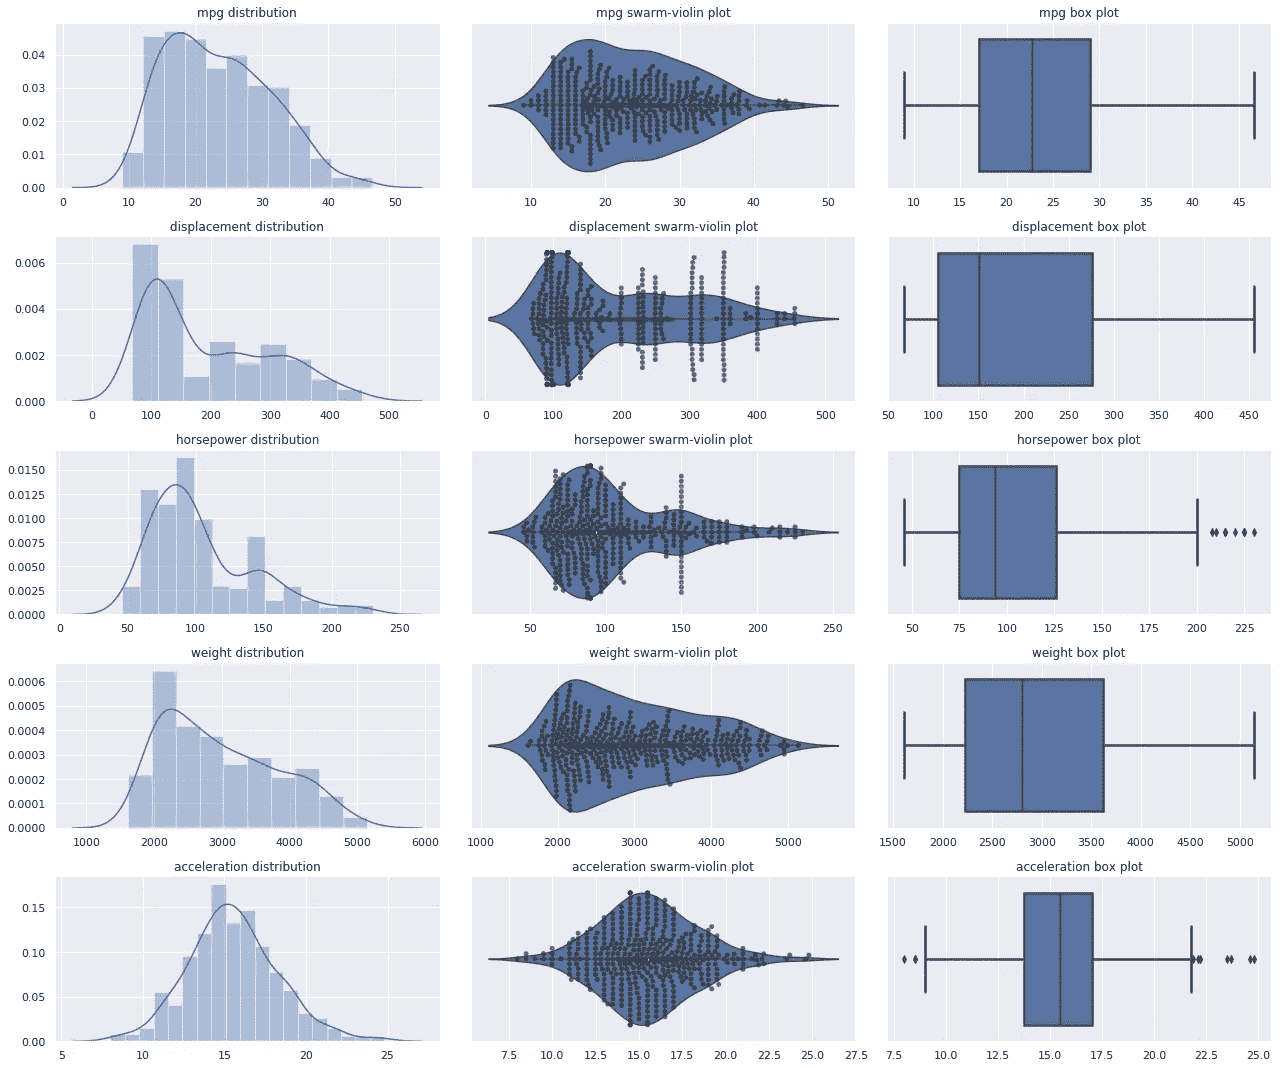 mpg distribution
mpg swarm-violin plot
mpg box plot
0.04
0.03
0.02
0.01
0.00
0 10 20 30 40 50
10 20 30 40 50
10 15 20 25 30 35 40 45
displacement distribution
displacement swarm-violin plot
displacement box plot
0.006
0.004
0.002
0.000
0 100 200 300 400 500
0 100 200 300 400 500
50 100 150 200 250 300 350 400 450
horsepower distribution
horsepower swarm-violin plot
horsepower box plot
0.0150
0.0125
0.0100
0.0075
0.0050
0.0025
0.0000
0 50 100 150 200 250
50 100 150 200 250
50 75 100 125 150 175 200 225
weight distribution
weight swarm-violin plot
weight box plot
0.0006
0.0005
0.0004
0.0003
0.0002
0.0001
0.0000
1000 2000 3000 4000 5000 6000
1000 2000 3000 4000 5000
1500 2000 2500 3000 3500 4000 4500 5000
acceleration distribution
acceleration swarm-violin plot
acceleration box plot
0.15
0.10
0.05
0.00
5 10 15 20 25
7.5 10.0 12.5 15.0 17.5 20.0 22.5 25.0 27.5
7.5 10.0 12.5 15.0 17.5 20.0 22.5 25.0